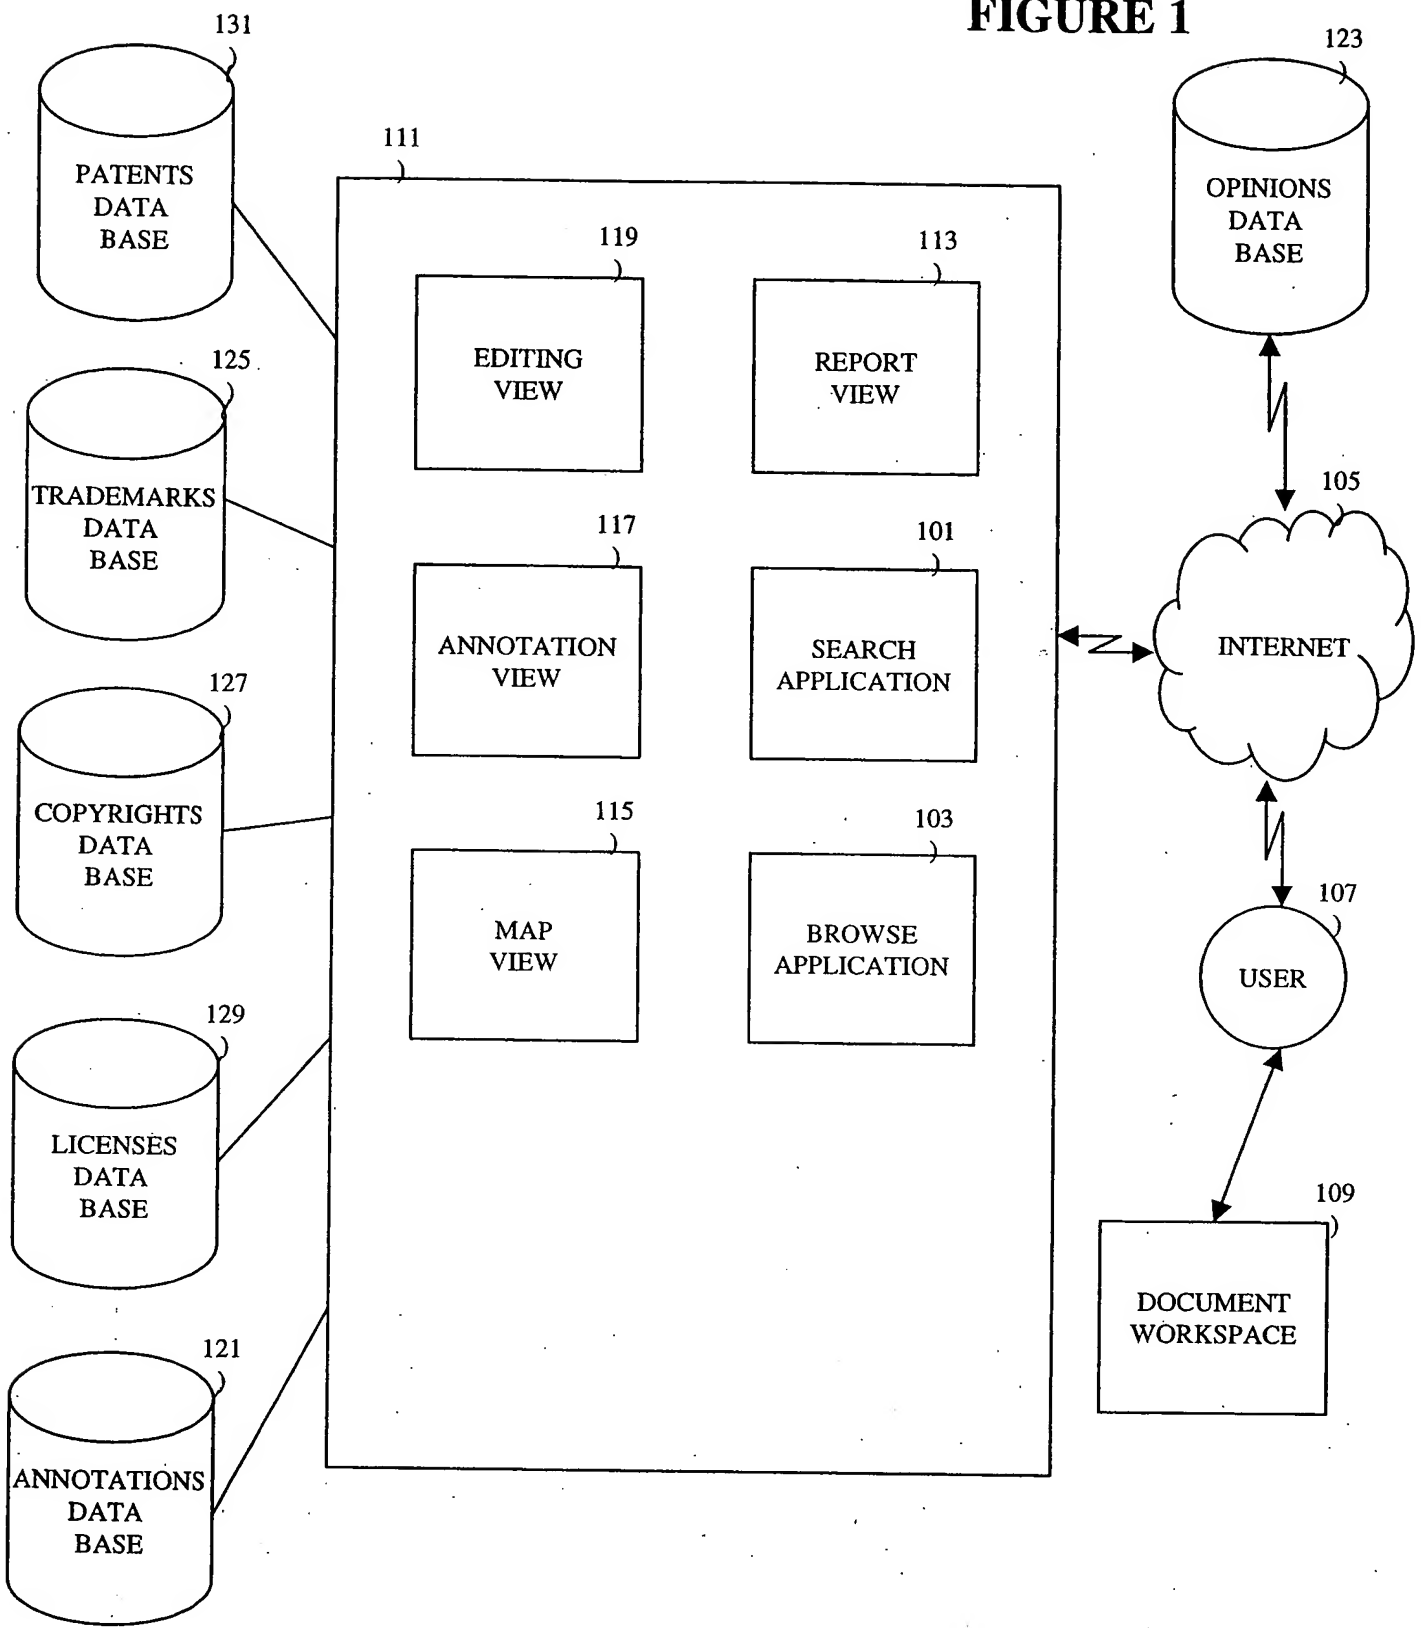 FIGURE 1
131
PATENTS
DATA
BASE
125
TRADEMARKS
DATA
BASE
127
COPYRIGHTS
DATA
BASE
129
LICENSES
DATA
BASE
121
ANNOTATIONS
DATA
BASE
111
119
EDITING
VIEW
113
REPORT
VIEW
117
ANNOTATION
VIEW
101
SEARCH
APPLICATION
115
MAP
VIEW
103
BROWSE
APPLICATION
123
OPINIONS
DATA
BASE
105
INTERNET
107
USER
109
DOCUMENT
WORKSPACE